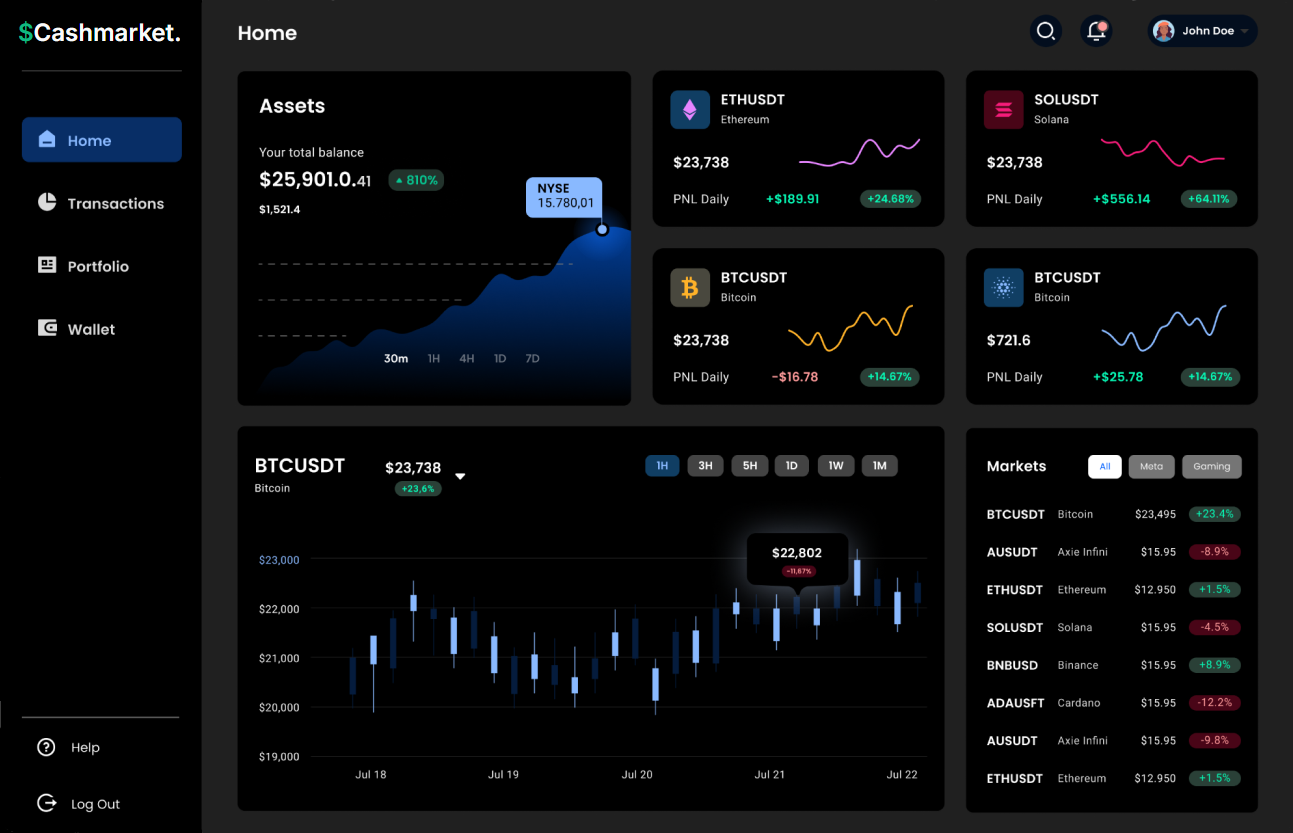 $Cashmarket.
Home
Transactions
Portfolio
Wallet
Help
Log Out
Home
John Doe
Assets
Your total balance
$25,901.0.41 810%
$1,521.4
NYSE
15.780,01
30m 1H 4H 1D 7D
ETHUSDT
Ethereum
$23,738
PNL Daily +$189.91 +24.68%
SOLUSDT
Solana
$23,738
PNL Daily +$556.14 +64.11%
BTCUSDT
Bitcoin
$23,738
PNL Daily -$16.78 +14.67%
BTCUSDT
Bitcoin
$721.6
PNL Daily +$25.78 +14.67%
BTCUSDT $23,738
Bitcoin +23,6%
1H 3H 5H 1D 1W 1M
$22,802
-11,67%
$23,000
$22,000
$21,000
$20,000
$19,000
Jul 18 Jul 19 Jul 20 Jul 21 Jul 22
Markets All Meta Gaming
BTCUSDT Bitcoin $23,495 +23.4%
AUSUDT Axie Infini $15.95 -8.9%
ETHUSDT Ethereum $12.950 +1.5%
SOLUSDT Solana $15.95 -4.5%
BNBUSD Binance $15.95 +8.9%
ADAUSFT Cardano $15.95 -12.2%
AUSUDT Axie Infini $15.95 -9.8%
ETHUSDT Ethereum $12.950 +1.5%